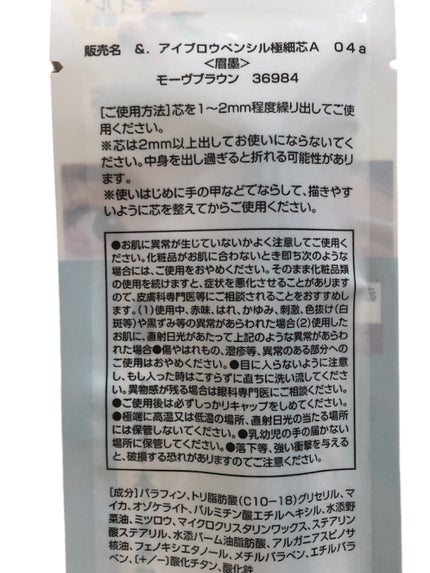 販売名 &. アイブロウペンシル極細芯A 04a
<眉墨>
モーヴブラウン 36984
[ご使用方法]芯を1～2mm程度繰り出してご使
用ください。
※芯は2mm以上出してお使いにならないでく
ださい。中身を出し過ぎると折れる可能性があり
ます。
※使いはじめに手の甲などでならして、描きやす
いように芯を整えてからご使用ください。
●お肌に異常が生じていないかよく注意してご使用く
ださい。化粧品がお肌に合わないとき即ち次のような
場合には、ご使用をおやめください。そのまま化粧品類
の使用を続けますと、症状を悪化させることがあります
ので、皮膚科専門医等にご相談されることをおすすめし
ます。(1)使用中、赤味、はれ、かゆみ、刺激、色抜け(白
斑等)や黒ずみ等の異常があらわれた場合(2)使用した
お肌に、直射日光があたって上記のような異常があらわ
れた場合●傷やはれもの、湿疹等、異常のある部分への
ご使用はおやめください。●目に入らないように注意
し、もし入った時はこすらずに直ちに洗い流してくださ
い。異物感が残る場合は眼科専門医にご相談ください。
●ご使用後は必ずしっかりキャップをしめてください。
●極端に高温又は低温の場所、直射日光の当たる場所
には保管しないでください。●乳幼児の手の届かない
場所に保管してください。●落下等、強い衝撃を与える
と、破損する恐れがありますのでご注意ください。
[成分]パラフィン、トリ脂肪酸(C10-18)グリセリル、マ
イカ、オゾケライト、パルミチン酸エチルヘキシル、水添野
菜油、ミツロウ、マイクロクリスタリンワックス、ステアリン
酸ステアリル、水添パーム油脂肪酸、アルガニアスピノサ
核油、フェノキシエタノール、メチルパラベン、エチルパラ
ベン、[+/-]酸化チタン、酸化鉄